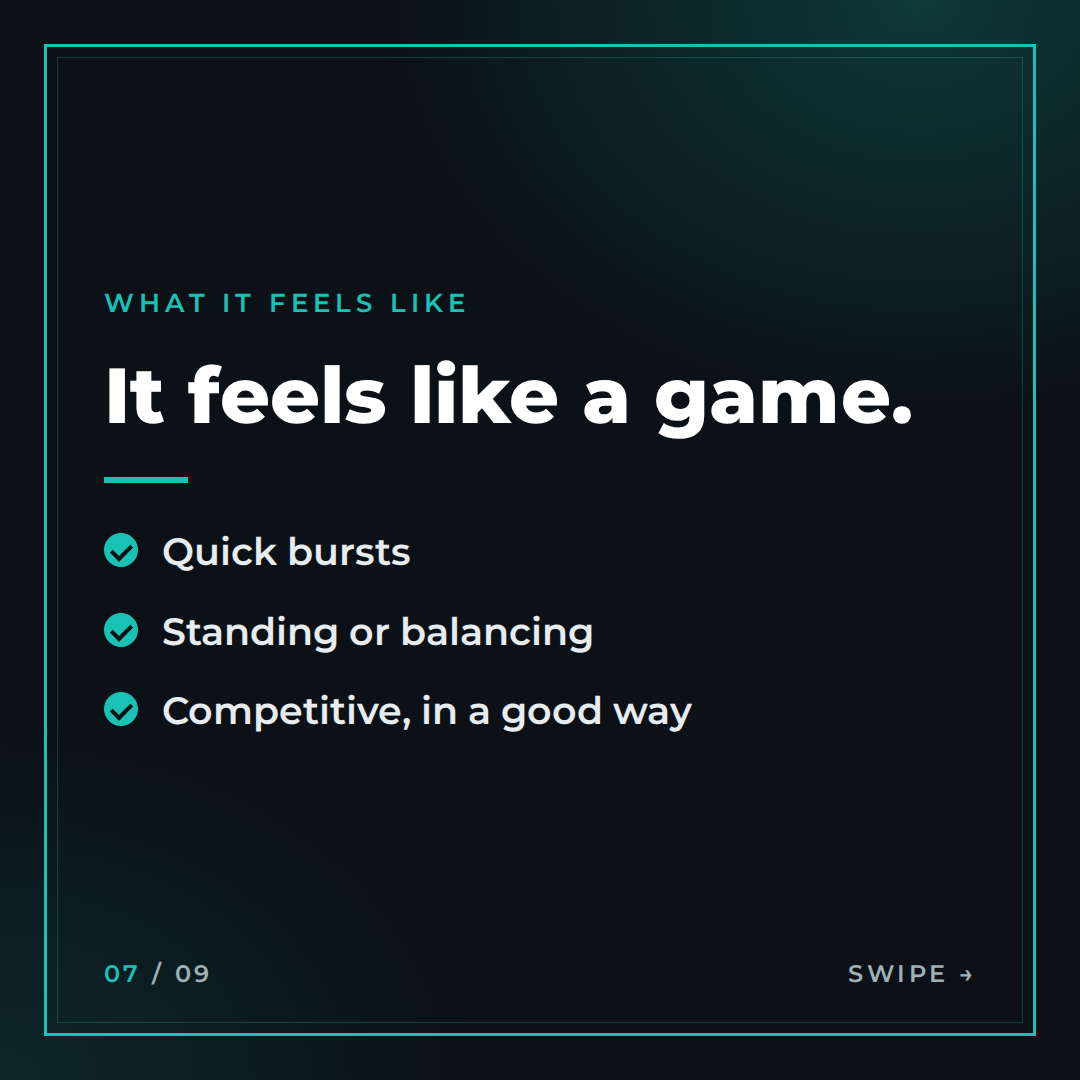 WHAT IT FEELS LIKE
It feels like a game.
Quick bursts
Standing or balancing
Competitive, in a good way
07 / 09
SWIPE →